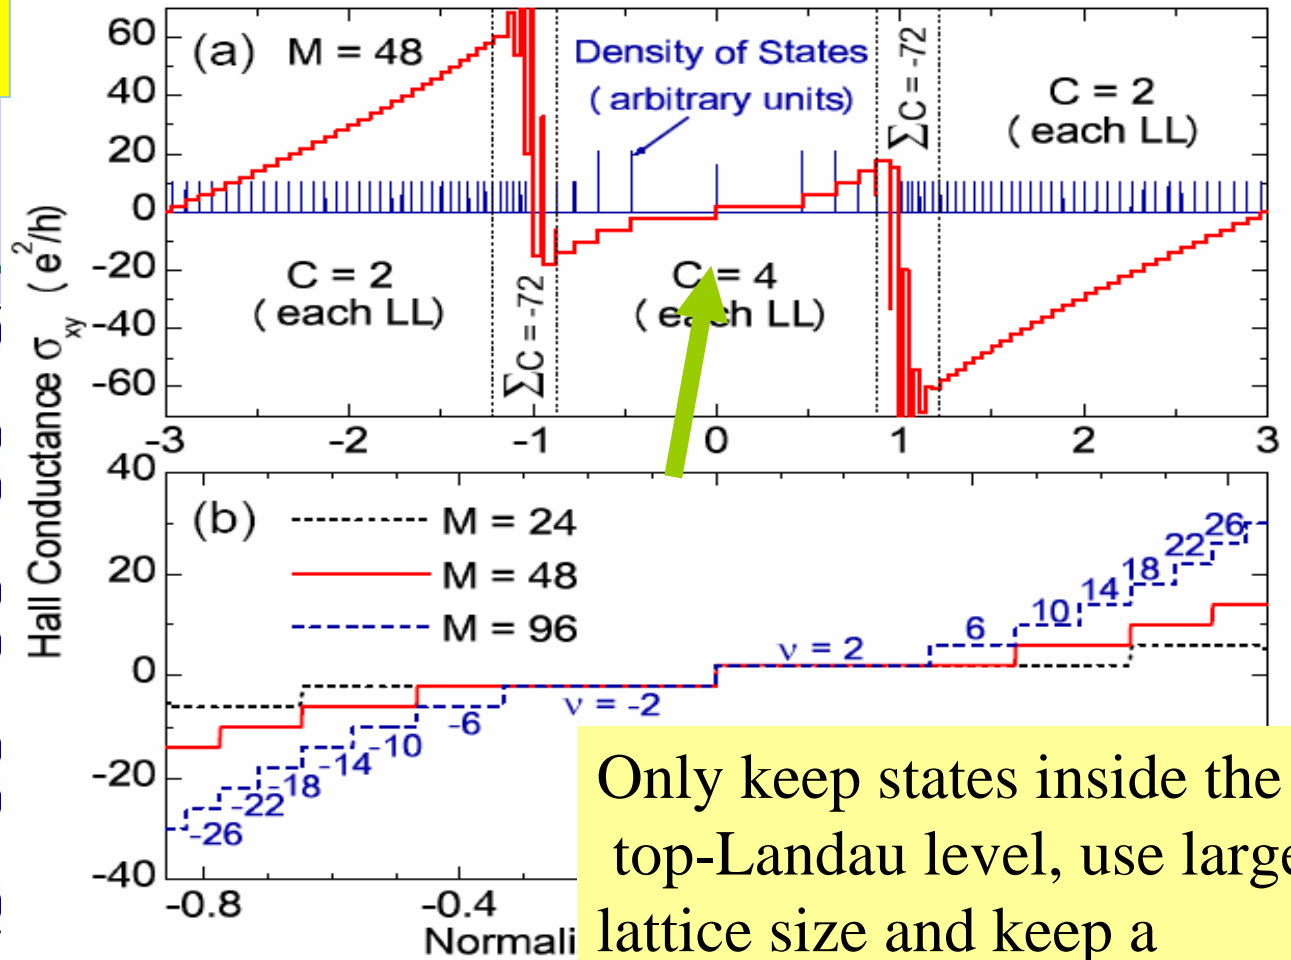 (a) M = 48
Density of States
(arbitrary units)
∑C = -72
C = 2
(each LL)
60
40
20
0
-20
-40
-60
C = 2
(each LL)
∑C = -72
C = 4
(each LL)
-3 -2 -1 0 1 2 3
Hall Conductance σxy (e²/h)
(b)
M = 24
M = 48
M = 96
40
20
0
-20
-40
ν = 2
6
10
14
18
22
26
ν = -2
-6
-10
-14
-18
-22
-26
-0.8 -0.4
Only keep states inside the
top-Landau level, use large
lattice size and keep a